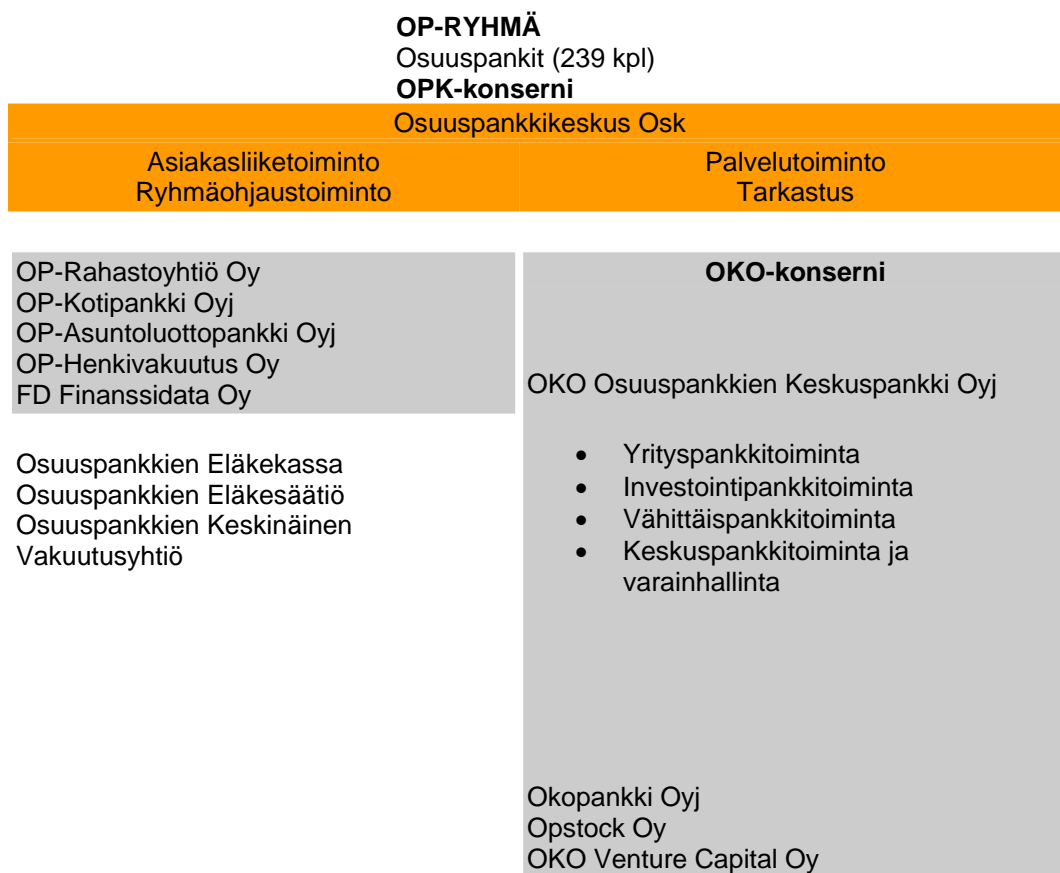 OP-RYHMÄ
Osuuspankit (239 kpl)
OPK-konserni
Osuuspankkikeskus Osk
Asiakasliiketoiminto
Ryhmäohjaustoiminto
Palvelutoiminto
Tarkastus
OP-Rahastoyhtiö Oy
OP-Kotipankki Oyj
OP-Asuntoluottopankki Oyj
OP-Henkivakuutus Oy
FD Finanssidata Oy
Osuuspankkien Eläkekassa
Osuuspankkien Eläkesäätiö
Osuuspankkien Keskinäinen
Vakuutusyhtiö
OKO-konserni
OKO Osuuspankkien Keskuspankki Oyj
• Yrityspankkitoiminta
• Investointipankkitoiminta
• Vähittäispankkitoiminta
• Keskuspankkitoiminta ja
varainhallinta
Okopankki Oyj
Opstock Oy
OKO Venture Capital Oy